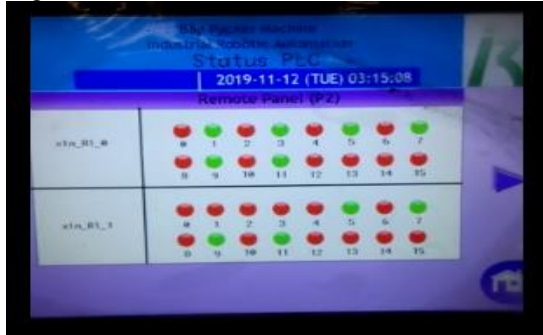 Packer Machine
Industrial Robotic Automation
Status PLC
2019-11-12 (TUE) 03:15:08
Remote Panel (P2)
xin_R1_0
0 1 2 3 4 5 6 7
8 9 10 11 12 13 14 15
xin_R1_1
0 1 2 3 4 5 6 7
8 9 10 11 12 13 14 15